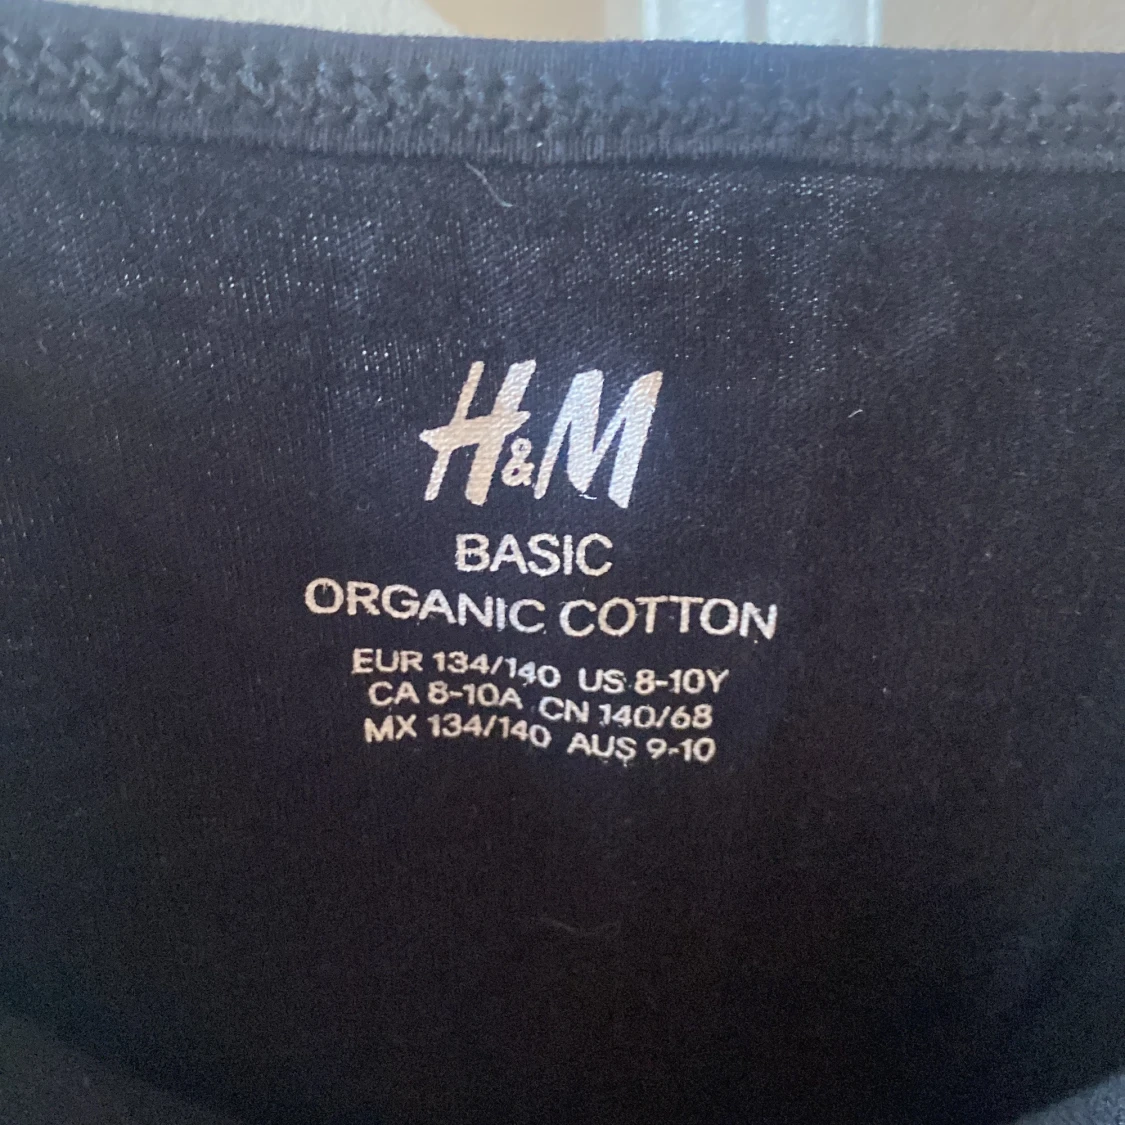 H&M
BASIC
ORGANIC COTTON
EUR 134/140 US 8-10Y
CA 8-10A CN 140/68
MX 134/140 AUS 9-10